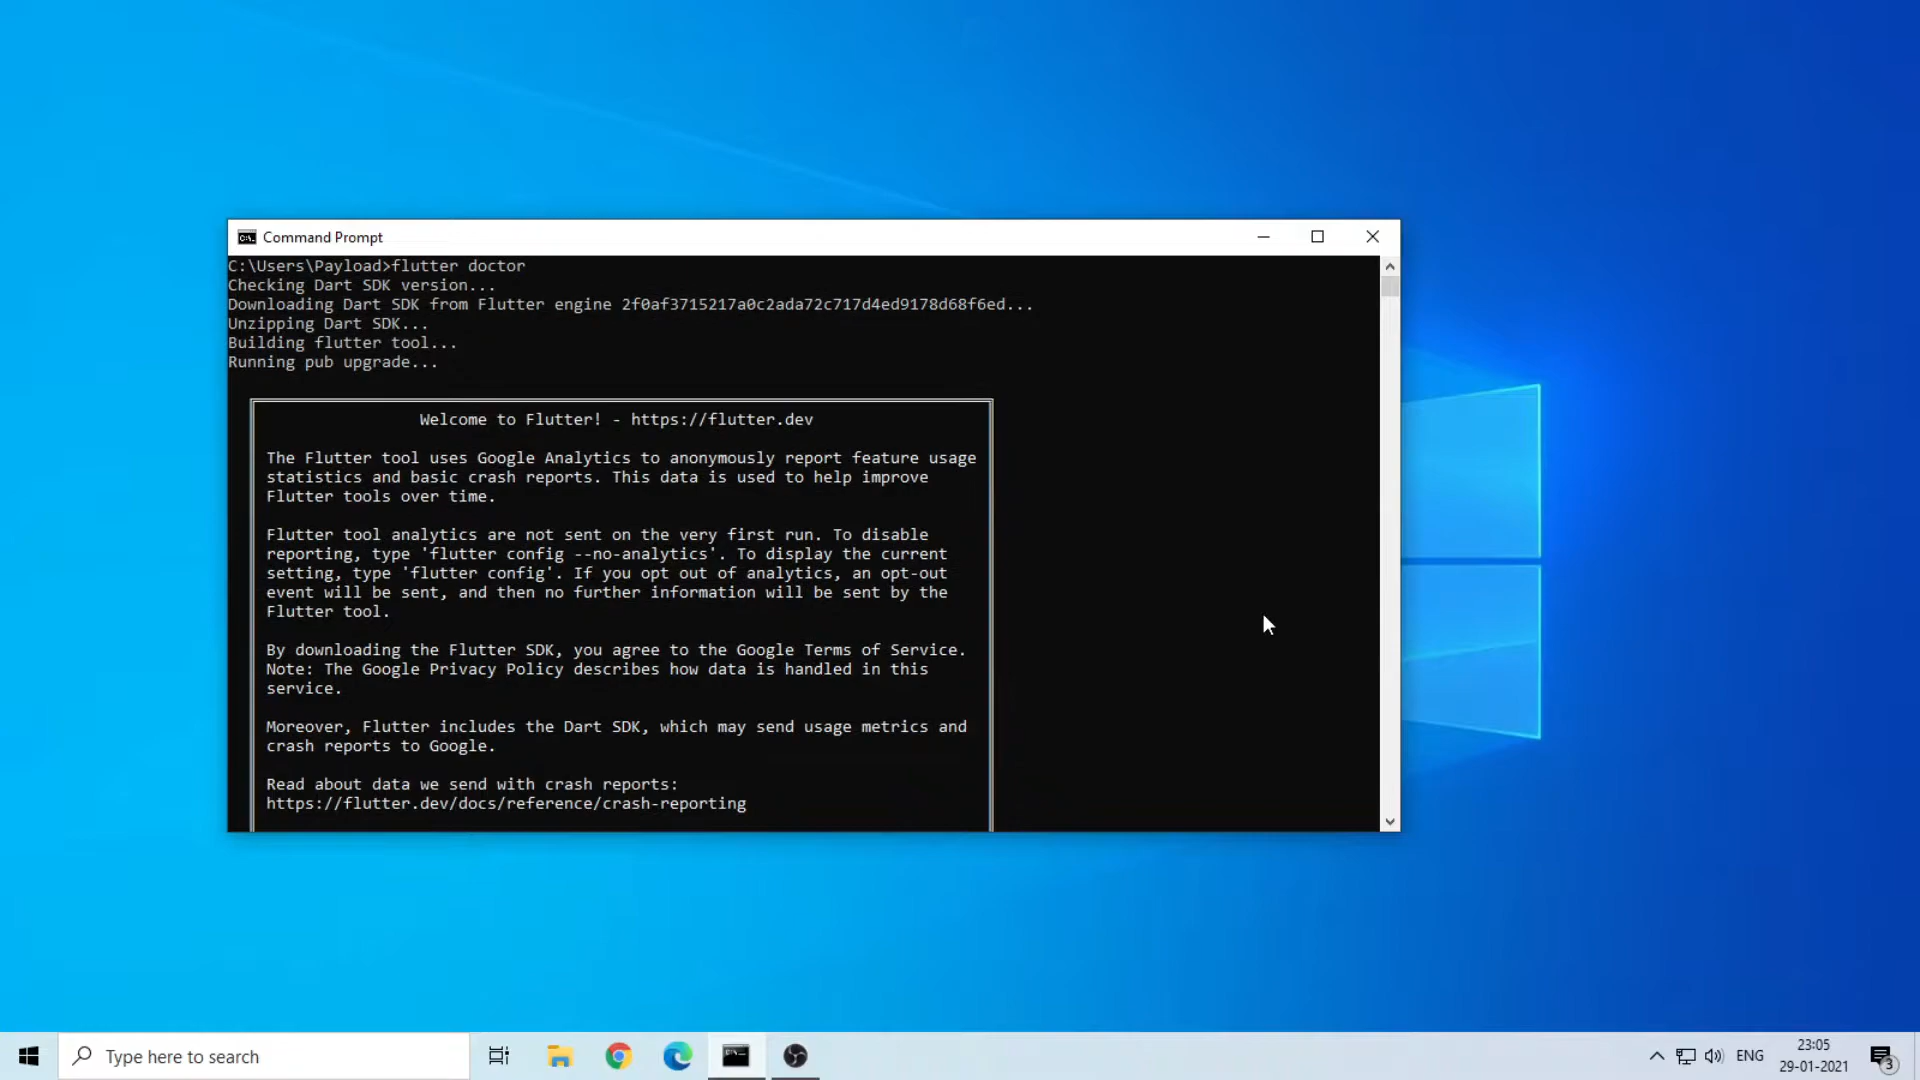 Command Prompt
C:\Users\Payload>flutter doctor
Checking Dart SDK version...
Downloading Dart SDK from Flutter engine 2f0af3715217a0c2ada72c717d4ed9178d68f6ed...
Unzipping Dart SDK...
Building flutter tool...
Running pub upgrade...
Welcome to Flutter! - https://flutter.dev
The Flutter tool uses Google Analytics to anonymously report feature usage
statistics and basic crash reports. This data is used to help improve
Flutter tools over time.
Flutter tool analytics are not sent on the very first run. To disable
reporting, type 'flutter config --no-analytics'. To display the current
setting, type 'flutter config'. If you opt out of analytics, an opt-out
event will be sent, and then no further information will be sent by the
Flutter tool.
By downloading the Flutter SDK, you agree to the Google Terms of Service.
Note: The Google Privacy Policy describes how data is handled in this
service.
Moreover, Flutter includes the Dart SDK, which may send usage metrics and
crash reports to Google.
Read about data we send with crash reports:
https://flutter.dev/docs/reference/crash-reporting
Type here to search
ENG
23:05
29-01-2021
3